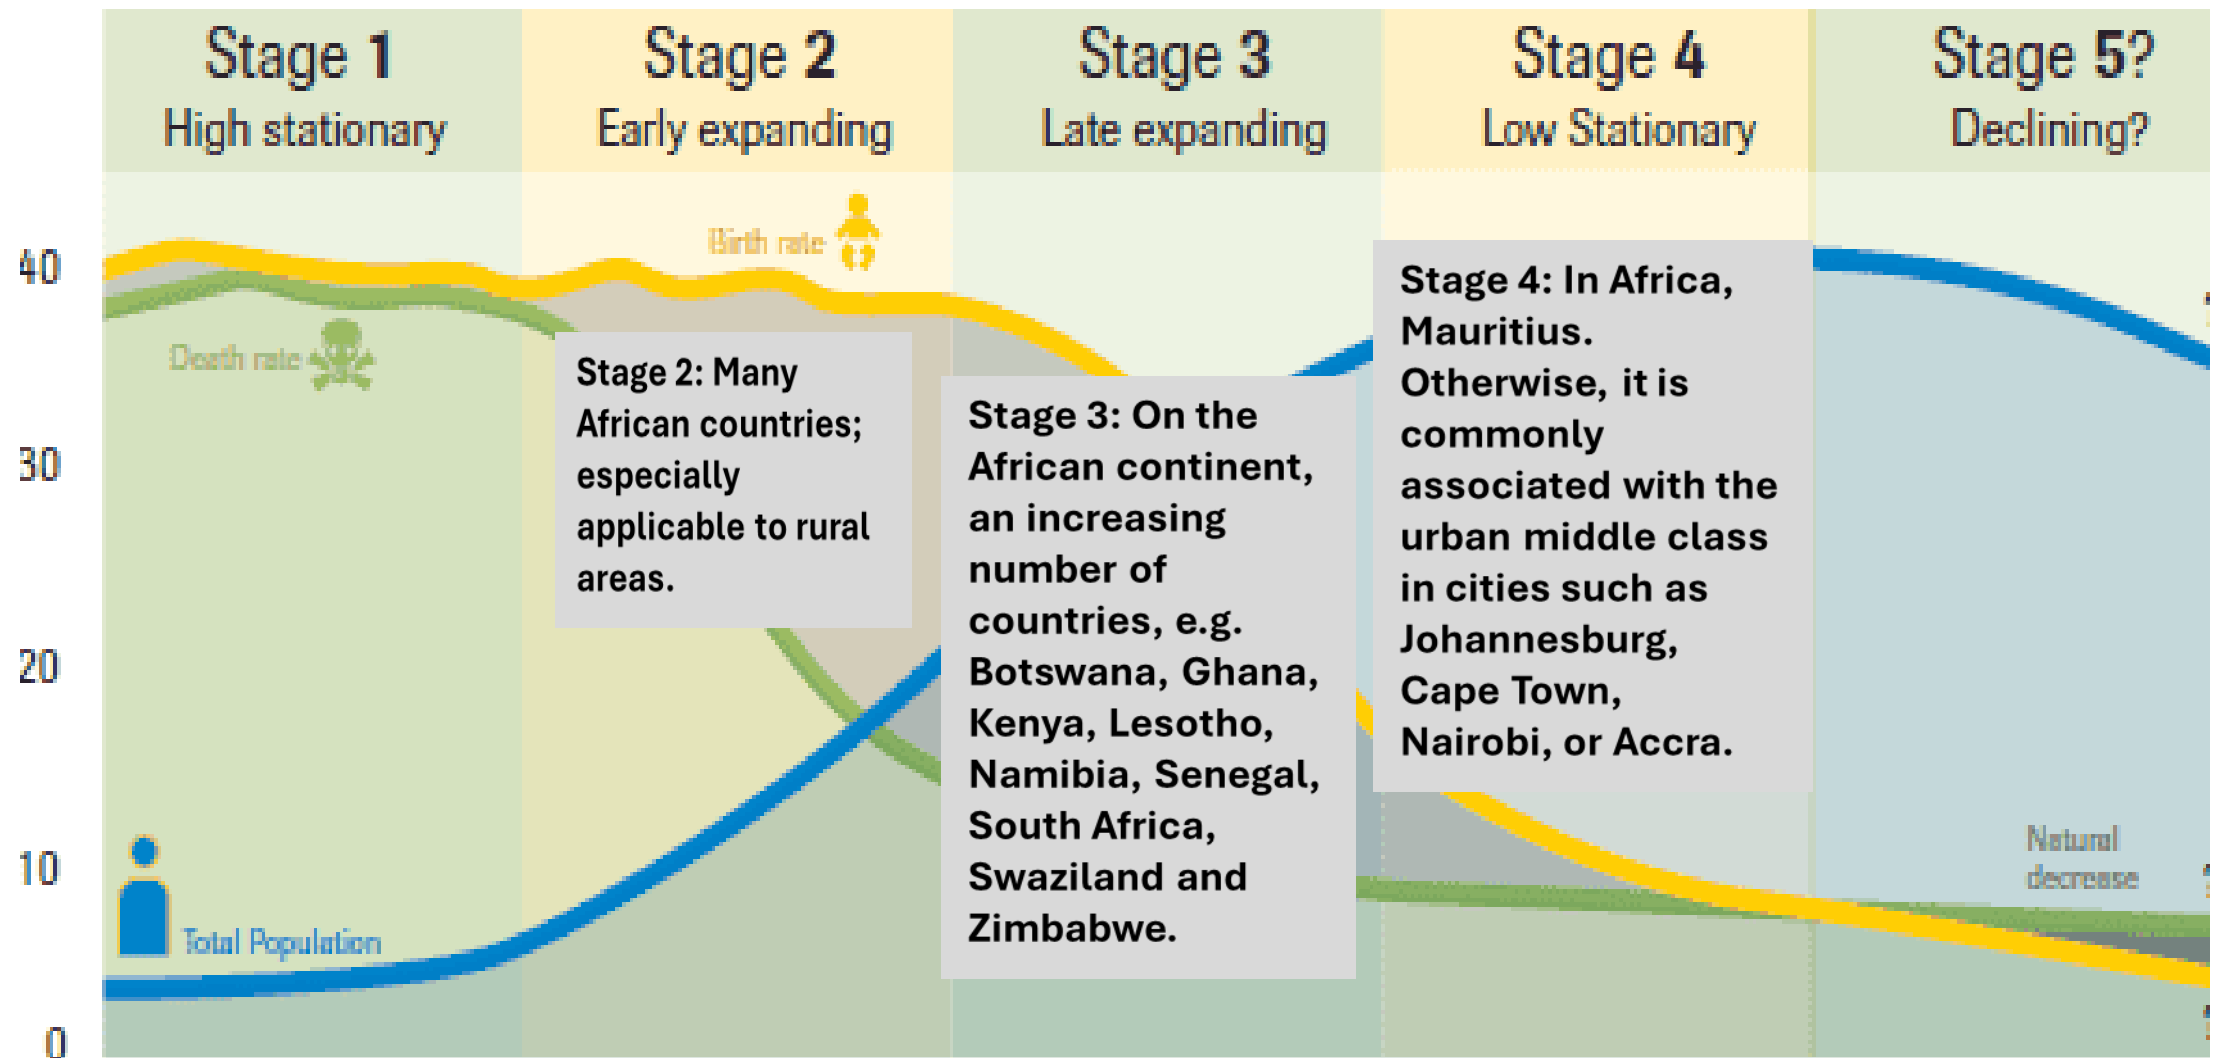 Stage 1
High stationary
Stage 2
Early expanding
Stage 3
Late expanding
Stage 4
Low Stationary
Stage 5?
Declining?
40
30
20
10
0
Birth rate
Death rate
Total Population
Stage 2: Many
African countries;
especially
applicable to rural
areas.
Stage 3: On the
African continent,
an increasing
number of
countries, e.g.
Botswana, Ghana,
Kenya, Lesotho,
Namibia, Senegal,
South Africa,
Swaziland and
Zimbabwe.
Stage 4: In Africa,
Mauritius.
Otherwise, it is
commonly
associated with the
urban middle class
in cities such as
Johannesburg,
Cape Town,
Nairobi, or Accra.
Natural
decrease